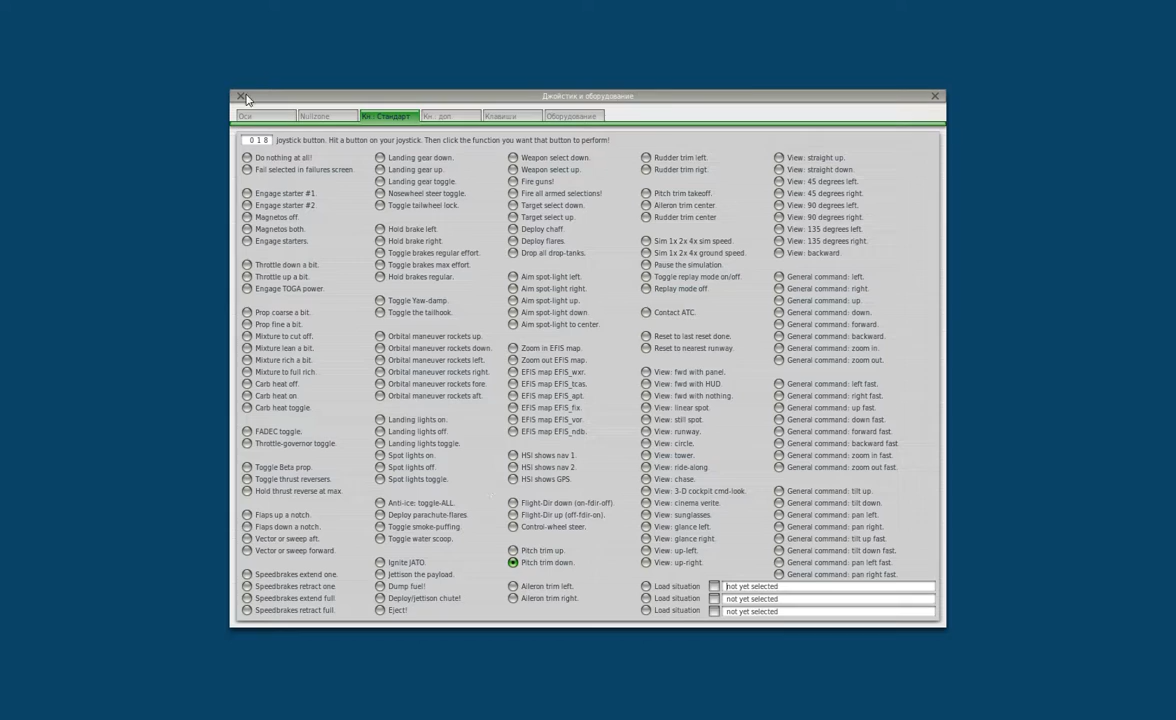 Джойстик и оборудование
Оси
Nullzone
Кн.: Стандарт
Кн.: доп.
Клавиши
Оборудование
018 joystick button. Hit a button on your joystick. Then click the function you want that button to perform!
Do nothing at all!
Fail selected in failures screen.
Engage starter #1.
Engage starter #2.
Magnetos off.
Magnetos both.
Engage starters.
Throttle down a bit.
Throttle up a bit.
Engage TOGA power.
Prop coarse a bit.
Prop fine a bit.
Mixture to cut off.
Mixture lean a bit.
Mixture rich a bit.
Mixture to full rich.
Carb heat off.
Carb heat on.
Carb heat toggle.
FADEC toggle.
Throttle-governor toggle.
Toggle Beta prop.
Toggle thrust reversers.
Hold thrust reverse at max.
Flaps up a notch.
Flaps down a notch.
Vector or sweep aft.
Vector or sweep forward.
Speedbrakes extend one.
Speedbrakes retract one.
Speedbrakes extend full.
Speedbrakes retract full.
Landing gear down.
Landing gear up.
Landing gear toggle.
Nosewheel steer toggle.
Toggle tailwheel lock.
Hold brake left.
Hold brake right.
Toggle brakes regular effort.
Toggle brakes max effort.
Hold brakes regular.
Toggle Yaw-damp.
Toggle the tailhook.
Orbital maneuver rockets up.
Orbital maneuver rockets down.
Orbital maneuver rockets left.
Orbital maneuver rockets right.
Orbital maneuver rockets fore.
Orbital maneuver rockets aft.
Landing lights on.
Landing lights off.
Landing lights toggle.
Spot lights on.
Spot lights off.
Spot lights toggle.
Anti-ice: toggle-ALL.
Deploy parachute-flares.
Toggle smoke-puffing.
Toggle water scoop.
Ignite JATO.
Jettison the payload.
Dump fuel!
Deploy/jettison chute!
Eject!
Weapon select down.
Weapon select up.
Fire guns!
Fire all armed selections!
Target select down.
Target select up.
Deploy chaff.
Deploy flares.
Drop all drop-tanks.
Aim spot-light left.
Aim spot-light right.
Aim spot-light up.
Aim spot-light down.
Aim spot-light to center.
Zoom in EFIS map.
Zoom out EFIS map.
EFIS map EFIS_wxr.
EFIS map EFIS_tcas.
EFIS map EFIS_apt.
EFIS map EFIS_fix.
EFIS map EFIS_vor.
EFIS map EFIS_ndb.
HSI shows nav 1.
HSI shows nav 2.
HSI shows GPS.
Flight-Dir down (on-fdir-off)
Flight-Dir up (off-fdir-on).
Control-wheel steer.
Pitch trim up.
Pitch trim down.
Aileron trim left.
Aileron trim right.
Rudder trim left.
Rudder trim rigt.
Pitch trim takeoff.
Aileron trim center.
Rudder trim center
Sim 1x 2x 4x sim speed.
Sim 1x 2x 4x ground speed.
Pause the simulation.
Toggle replay mode on/off.
Replay mode off.
Contact ATC.
Reset to last reset done.
Reset to nearest runway.
View: fwd with panel.
View: fwd with HUD.
View: fwd with nothing.
View: linear spot.
View: still spot.
View: runway.
View: circle.
View: tower.
View: ride-along.
View: chase.
View: 3-D cockpit cmd-look.
View: cinema verite.
View: sunglasses.
View: glance left.
View: glance right.
View: up-left.
View: up-right.
View: straight up.
View: straight down.
View: 45 degrees left.
View: 45 degrees right.
View: 90 degrees left.
View: 90 degrees right.
View: 135 degrees left.
View: 135 degrees right.
View: backward.
General command: left.
General command: right.
General command: up.
General command: down.
General command: forward.
General command: backward.
General command: zoom in.
General command: zoom out.
General command: left fast.
General command: right fast.
General command: up fast.
General command: down fast.
General command: forward fast.
General command: backward fast.
General command: zoom in fast.
General command: zoom out fast.
General command: tilt up.
General command: tilt down.
General command: pan left.
General command: pan right.
General command: tilt up fast.
General command: tilt down fast.
General command: pan left fast.
General command: pan right fast.
Load situation not yet selected
Load situation not yet selected
Load situation not yet selected